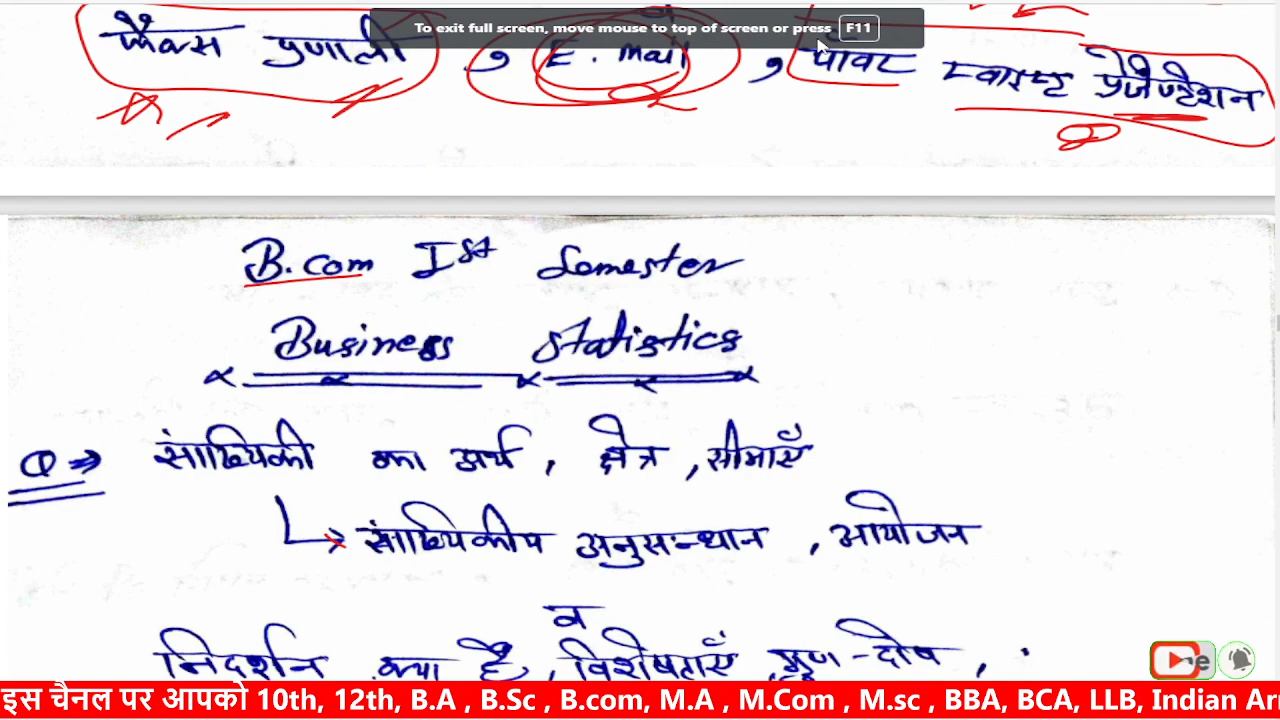 To exit full screen, move mouse to top of screen or press F11
फैक्स प्रणाली , E. mail , पावर प्वाइन्ट प्रेजेण्टेशन
B.com Ist Semester
Business Statistics
Q⇒ सांख्यिकी का अर्थ , क्षेत्र , सीमाएँ
↳ सांख्यिकीय अनुसन्धान , आयोजन
व
निदर्शन क्या है , विशेषताएँ गुण-दोष ,
इस चैनल पर आपको 10th, 12th, B.A , B.Sc , B.com, M.A , M.Com , M.sc , BBA, BCA, LLB, Indian Ar